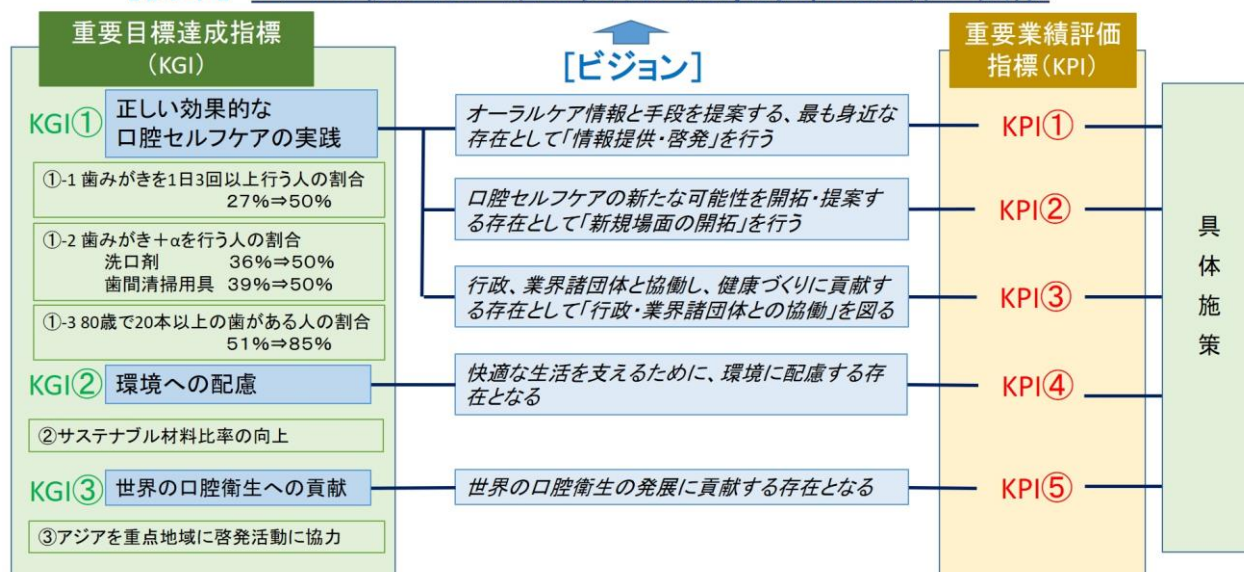 重要目標達成指標
(KGI)
[ビジョン]
重要業績評価
指標(KPI)
KGI①
正しい効果的な
口腔セルフケアの実践
①-1 歯みがきを1日3回以上行う人の割合
27%⇒50%
①-2 歯みがき+αを行う人の割合
洗口剤 36%⇒50%
歯間清掃用具 39%⇒50%
①-3 80歳で20本以上の歯がある人の割合
51%⇒85%
KGI② 環境への配慮
②サステナブル材料比率の向上
KGI③ 世界の口腔衛生への貢献
③アジアを重点地域に啓発活動に協力
オーラルケア情報と手段を提案する、最も身近な
存在として「情報提供・啓発」を行う
口腔セルフケアの新たな可能性を開拓・提案す
る存在として「新規場面の開拓」を行う
行政、業界諸団体と協働し、健康づくりに貢献す
る存在として「行政・業界諸団体との協働」を図る
快適な生活を支えるために、環境に配慮する存
在となる
世界の口腔衛生の発展に貢献する存在となる
KPI①
KPI②
KPI③
KPI④
KPI⑤
具体施策